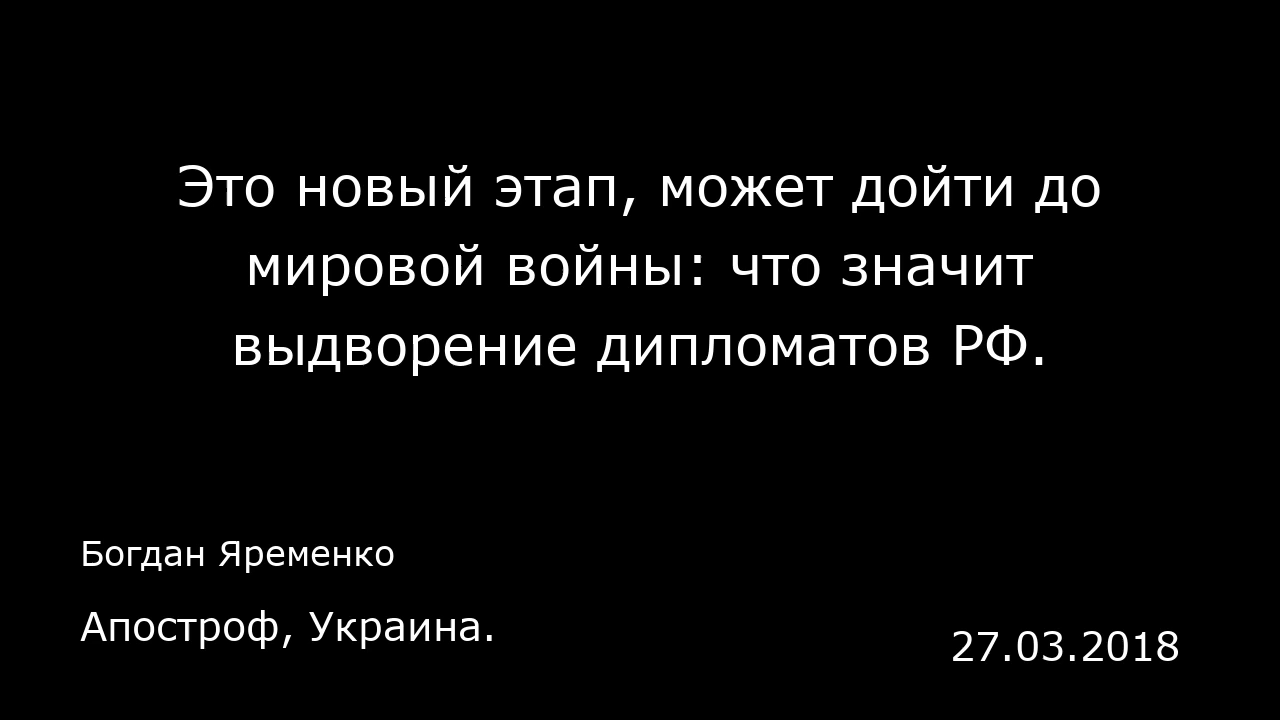 Это новый этап, может дойти до
мировой войны: что значит
выдворение дипломатов РФ.
Богдан Яременко
Апостроф, Украина.
27.03.2018